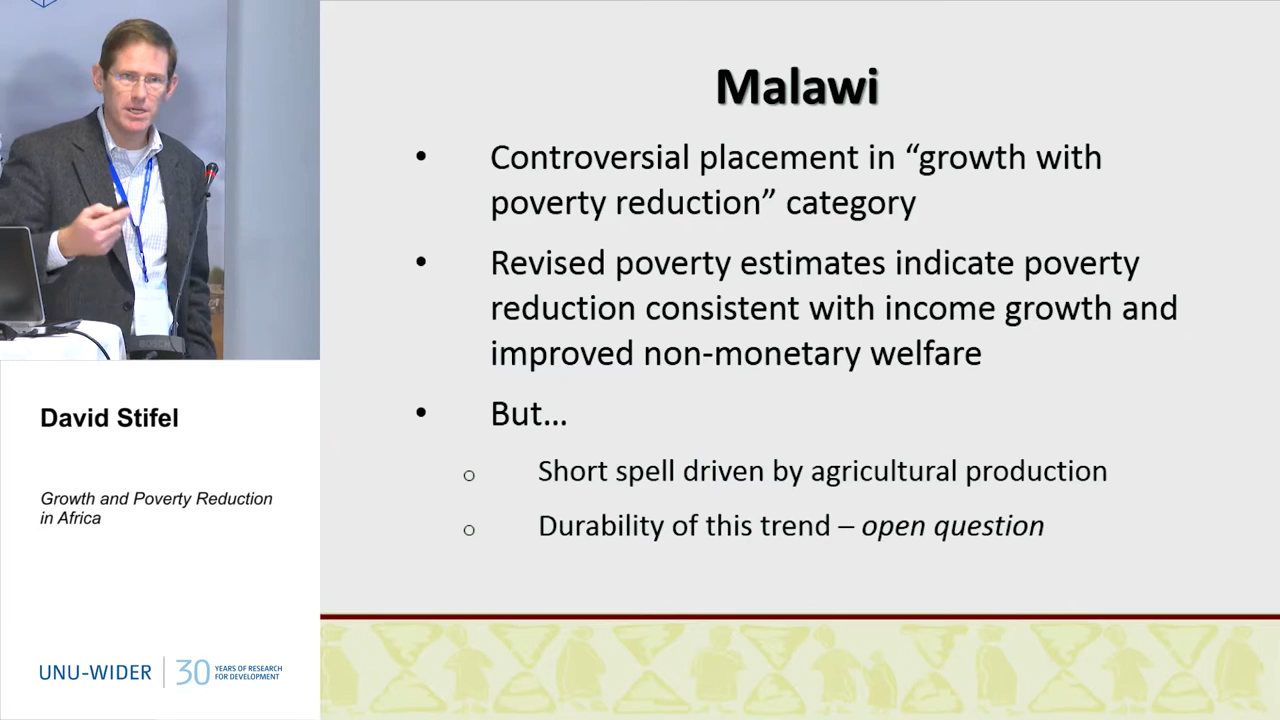 Malawi
• Controversial placement in “growth with
poverty reduction” category
• Revised poverty estimates indicate poverty
reduction consistent with income growth and
improved non-monetary welfare
• But...
o Short spell driven by agricultural production
o Durability of this trend – open question
BOSCH
David Stifel
Growth and Poverty Reduction
in Africa
UNU-WIDER
30 YEARS OF RESEARCH
FOR DEVELOPMENT